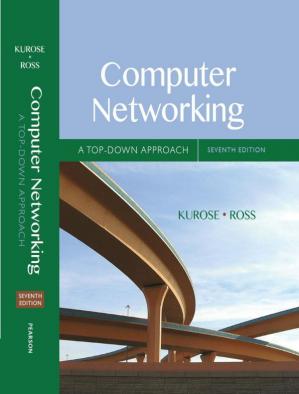 KUROSE
•
ROSS
Computer Networking
A TOP-DOWN APPROACH
SEVENTH
EDITION
PEARSON
Computer
Networking
A TOP-DOWN APPROACH
SEVENTH EDITION
KUROSE • ROSS